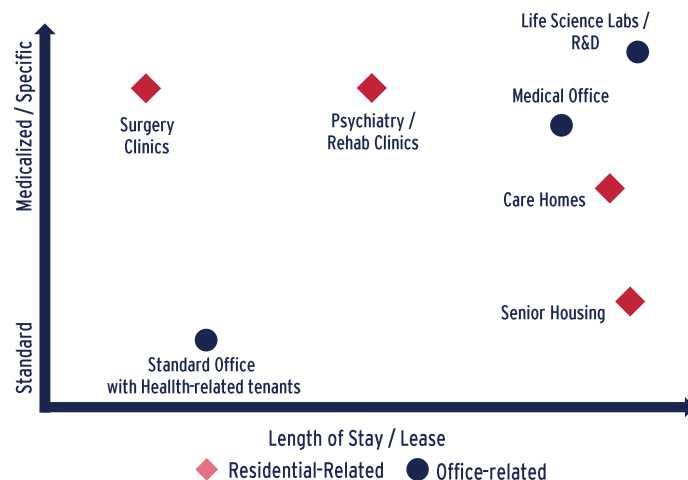 Life Science Labs /
R&D
Medicalized / Specific
Medical Office
Surgery
Clinics
Psychiatry /
Rehab Clinics
Care Homes
Senior Housing
Standard
Standard Office
with Heallth-related tenants
Length of Stay / Lease
Residential-Related
Office-related